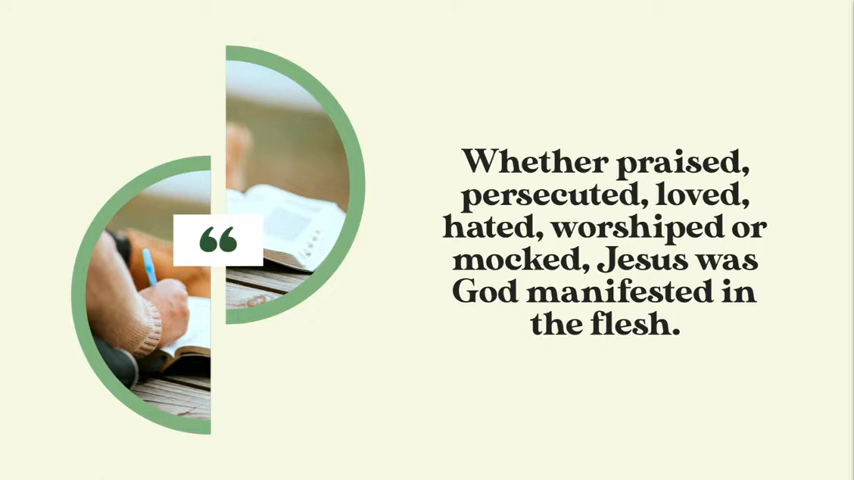 “
Whether praised,
persecuted, loved,
hated, worshiped or
mocked, Jesus was
God manifested in
the flesh.